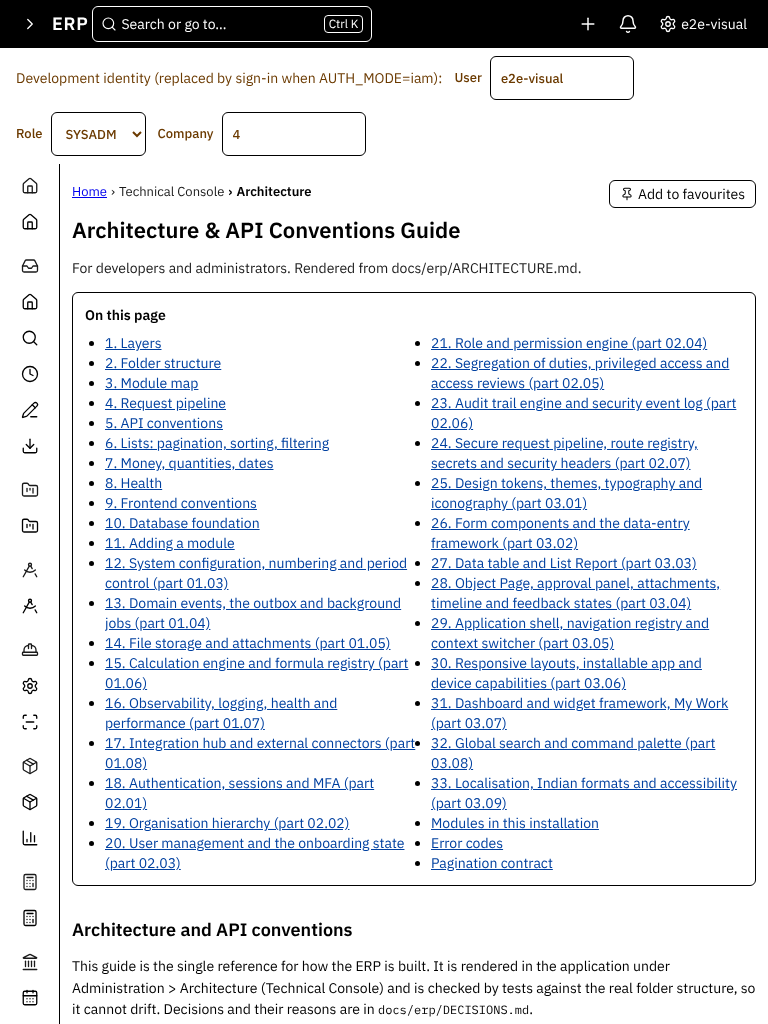 ERP
Search or go to...
Ctrl K
e2e-visual
Development identity (replaced by sign-in when AUTH_MODE=iam):
User
e2e-visual
Role
SYSADM
Company
4
Home › Technical Console › Architecture
Add to favourites
Architecture & API Conventions Guide
For developers and administrators. Rendered from docs/erp/ARCHITECTURE.md.
On this page
1. Layers
2. Folder structure
3. Module map
4. Request pipeline
5. API conventions
6. Lists: pagination, sorting, filtering
7. Money, quantities, dates
8. Health
9. Frontend conventions
10. Database foundation
11. Adding a module
12. System configuration, numbering and period
control (part 01.03)
13. Domain events, the outbox and background
jobs (part 01.04)
14. File storage and attachments (part 01.05)
15. Calculation engine and formula registry (part
01.06)
16. Observability, logging, health and
performance (part 01.07)
17. Integration hub and external connectors (part
01.08)
18. Authentication, sessions and MFA (part
02.01)
19. Organisation hierarchy (part 02.02)
20. User management and the onboarding state
(part 02.03)
21. Role and permission engine (part 02.04)
22. Segregation of duties, privileged access and
access reviews (part 02.05)
23. Audit trail engine and security event log (part
02.06)
24. Secure request pipeline, route registry,
secrets and security headers (part 02.07)
25. Design tokens, themes, typography and
iconography (part 03.01)
26. Form components and the data-entry
framework (part 03.02)
27. Data table and List Report (part 03.03)
28. Object Page, approval panel, attachments,
timeline and feedback states (part 03.04)
29. Application shell, navigation registry and
context switcher (part 03.05)
30. Responsive layouts, installable app and
device capabilities (part 03.06)
31. Dashboard and widget framework, My Work
(part 03.07)
32. Global search and command palette (part
03.08)
33. Localisation, Indian formats and accessibility
(part 03.09)
Modules in this installation
Error codes
Pagination contract
Architecture and API conventions
This guide is the single reference for how the ERP is built. It is rendered in the application under
Administration > Architecture (Technical Console) and is checked by tests against the real folder structure, so
it cannot drift. Decisions and their reasons are in docs/erp/DECISIONS.md.